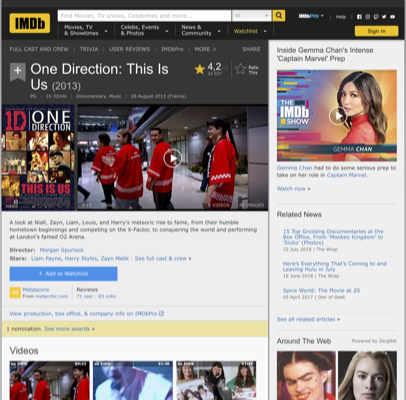 IMDb
Find Movies, TV shows, Celebrities and more...
All
IMDbPro
Help
Movies, TV & Showtimes
Celebs, Events & Photos
News & Community
Watchlist
Sign in
FULL CAST AND CREW | TRIVIA | USER REVIEWS | IMDbPro | MORE
SHARE
One Direction: This Is Us (2013)
4,2
Rate This
PG | 1h 32min | Documentary, Music | 28 August 2013 (France)
1D ONE DIRECTION
THIS IS US
VIDEOS
IMAGES
A look at Niall, Zayn, Liam, Louis, and Harry's meteoric rise to fame, from their humble
hometown beginnings and competing on the X-Factor, to conquering the world and performing
at London's famed O2 Arena.
Director: Morgan Spurlock
Stars: Liam Payne, Harry Styles, Zayn Malik | See full cast & crew »
+ Add to Watchlist
Metascore
From metacritic.com
Reviews
71 user | 83 critic
View production, box office, & company info on IMDbPro
1 nomination. See more awards »
Videos
Inside Gemma Chan's Intense
'Captain Marvel' Prep
THE IMDb SHOW
GEMMA CHAN
Gemma Chan had to do some serious prep to
take on her role in Captain Marvel.
Watch now »
Related News
15 Top Grossing Documentaries at the
Box Office, From 'Monkey Kingdom' to
'Sicko' (Photos)
12 July 2018 | The Wrap
Here's Everything That's Coming to and
Leaving Hulu in July
18 June 2018 | The Wrap
Spice World: The Movie at 20
03 April 2017 | Den of Geek
See all related articles »
Around The Web
Powered by ZergNet